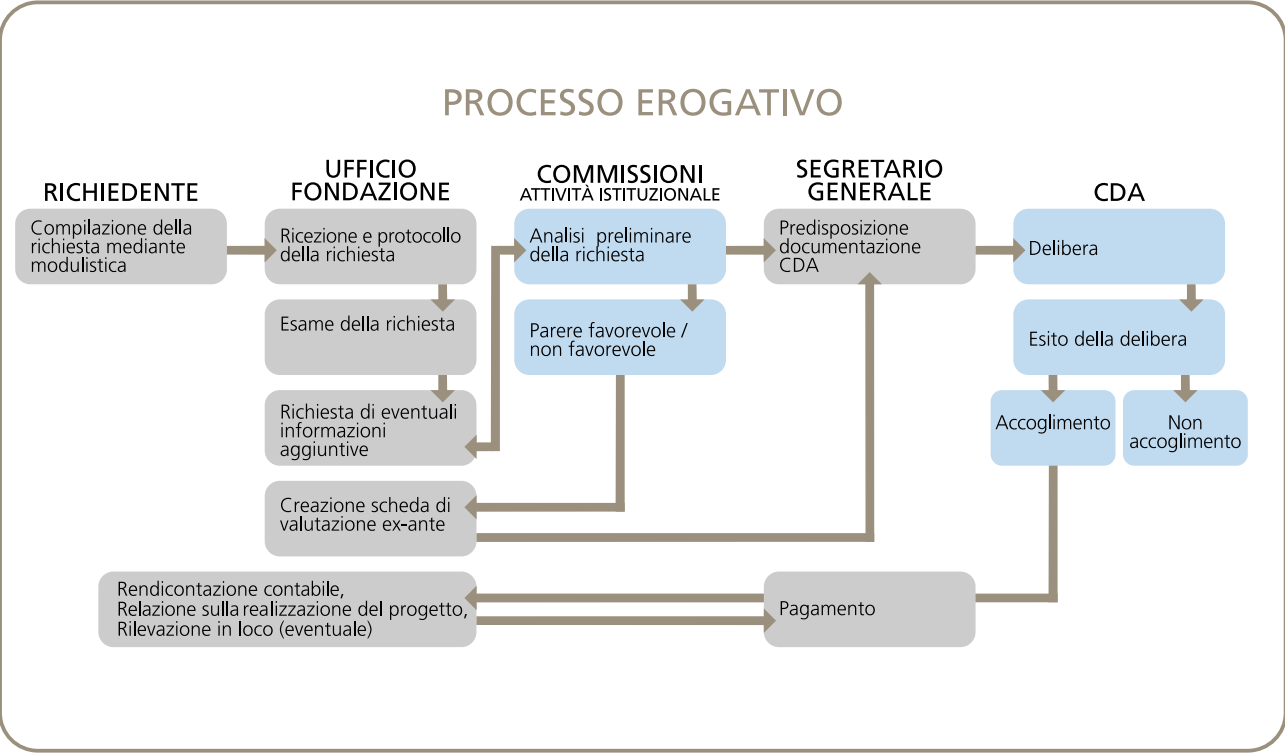 PROCESSO EROGATIVO
RICHIEDENTE
Compilazione della
richiesta mediante
modulistica
UFFICIO
FONDAZIONE
Ricezione e protocollo
della richiesta
Esame della richiesta
Richiesta di eventuali
informazioni
aggiuntive
Creazione scheda di
valutazione ex-ante
COMMISSIONI
ATTIVITÀ ISTITUZIONALE
Analisi preliminare
della richiesta
Parere favorevole /
non favorevole
SEGRETARIO
GENERALE
Predisposizione
documentazione
CDA
CDA
Delibera
Esito della delibera
Accoglimento
Non
accoglimento
Rendicontazione contabile,
Relazione sulla realizzazione del progetto,
Rilevazione in loco (eventuale)
Pagamento